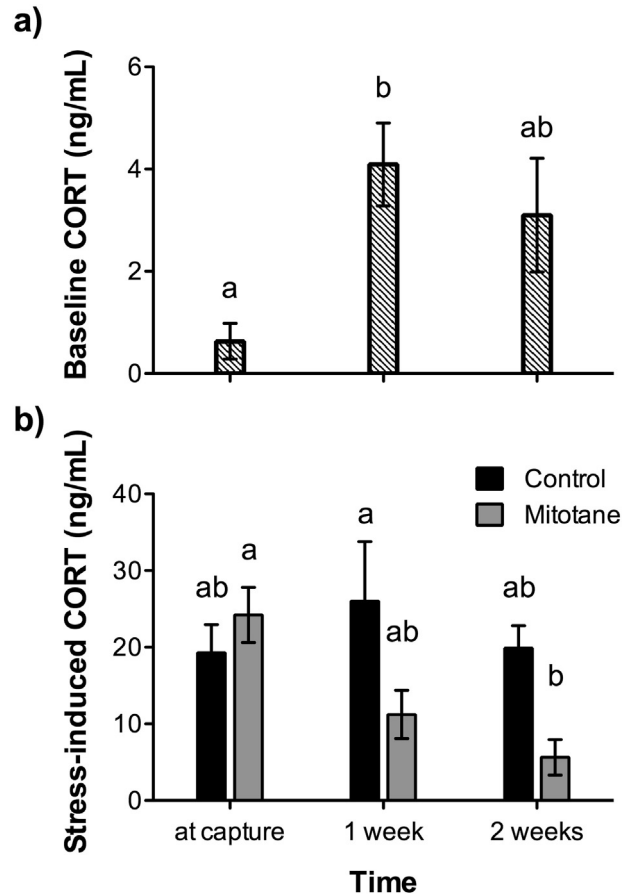 a)
Baseline CORT (ng/mL)
6
4
2
0
a
b
ab
b)
Stress-induced CORT (ng/mL)
40
30
20
10
0
Control
Mitotane
ab
a
a
ab
ab
b
at capture
1 week
2 weeks
Time